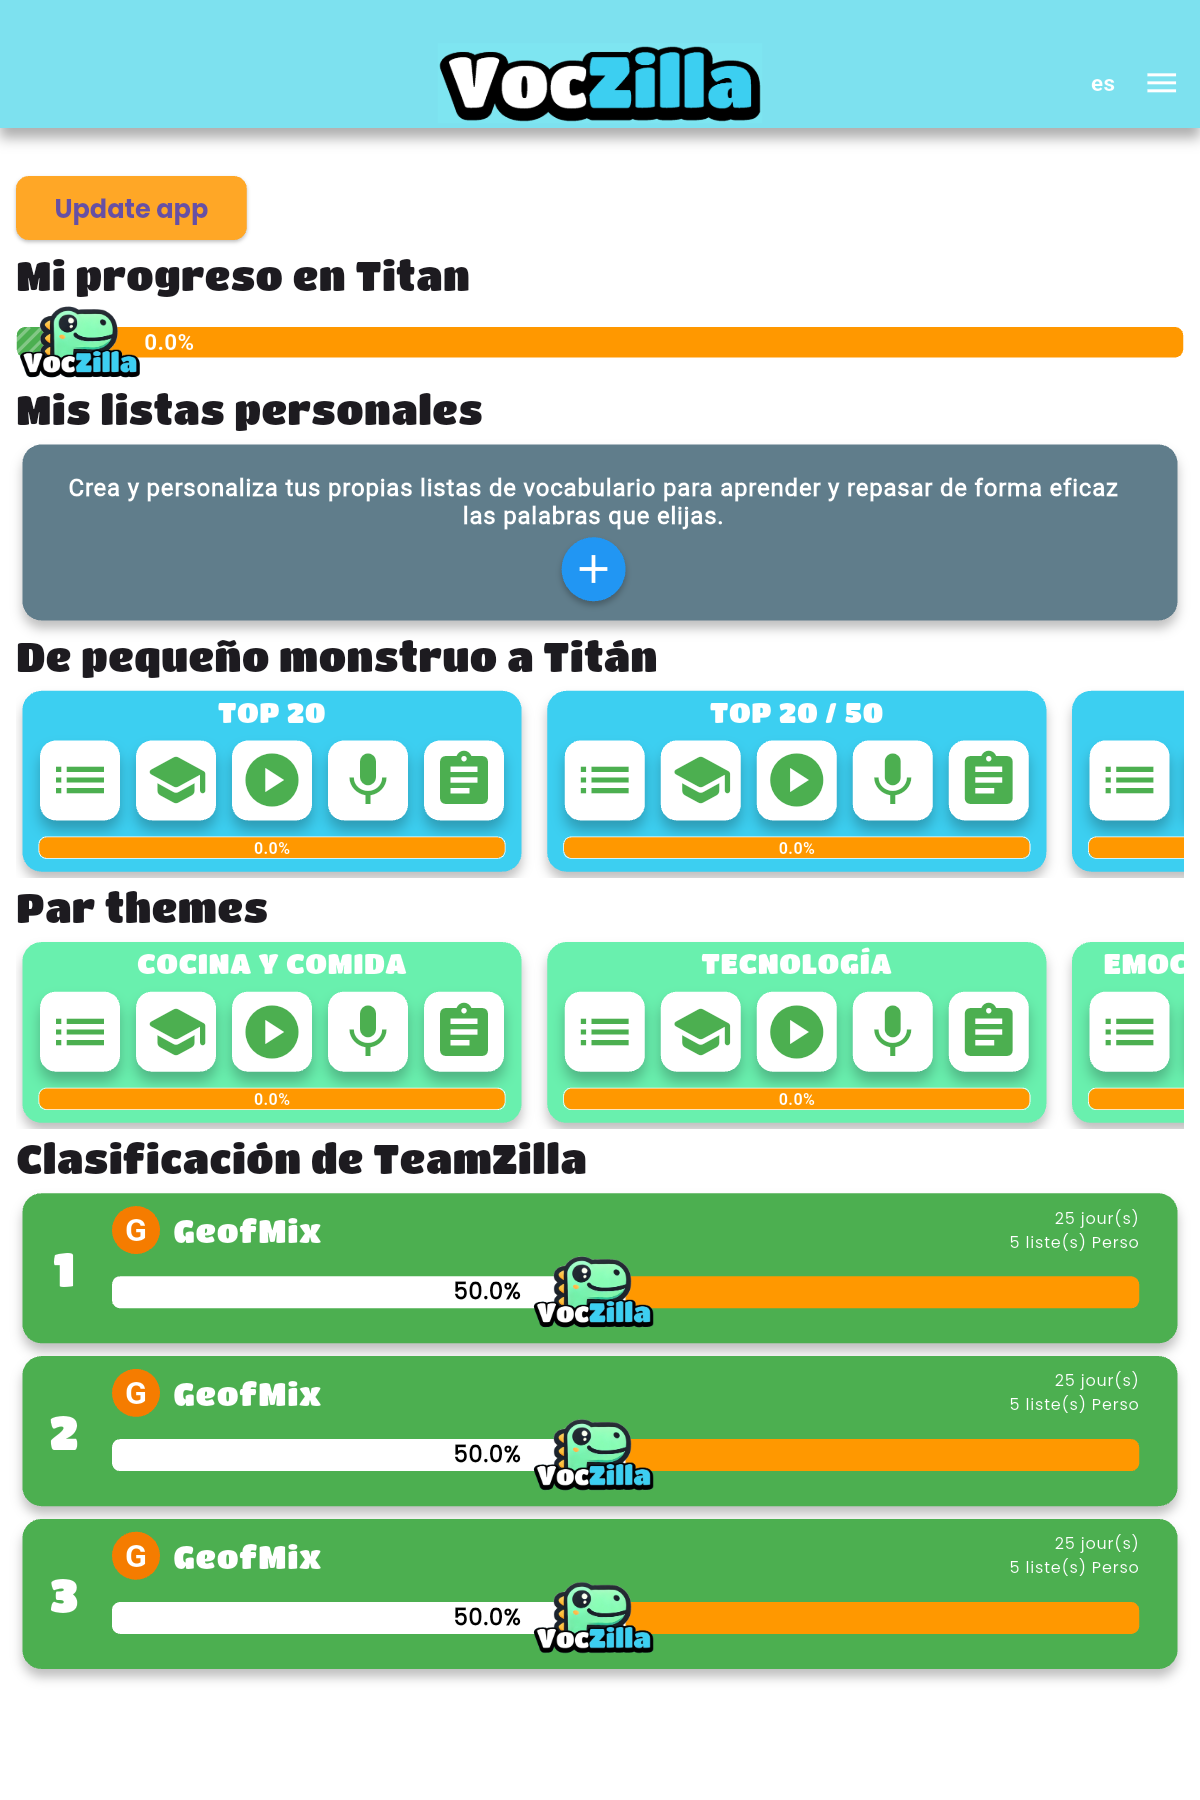 VocZilla
es
Update app
Mi progreso en Titan
0.0%
VocZilla
Mis listas personales
Crea y personaliza tus propias listas de vocabulario para aprender y repasar de forma eficaz
las palabras que elijas.
De pequeño monstruo a Titán
TOP 20
TOP 20 / 50
0.0%
0.0%
Par themes
COCINA Y COMIDA
TECNOLOGÍA
EMOC
0.0%
0.0%
Clasificación de TeamZilla
1
G
GeofMix
25 jour(s)
5 liste(s) Perso
50.0%
VocZilla
2
G
GeofMix
25 jour(s)
5 liste(s) Perso
50.0%
VocZilla
3
G
GeofMix
25 jour(s)
5 liste(s) Perso
50.0%
VocZilla